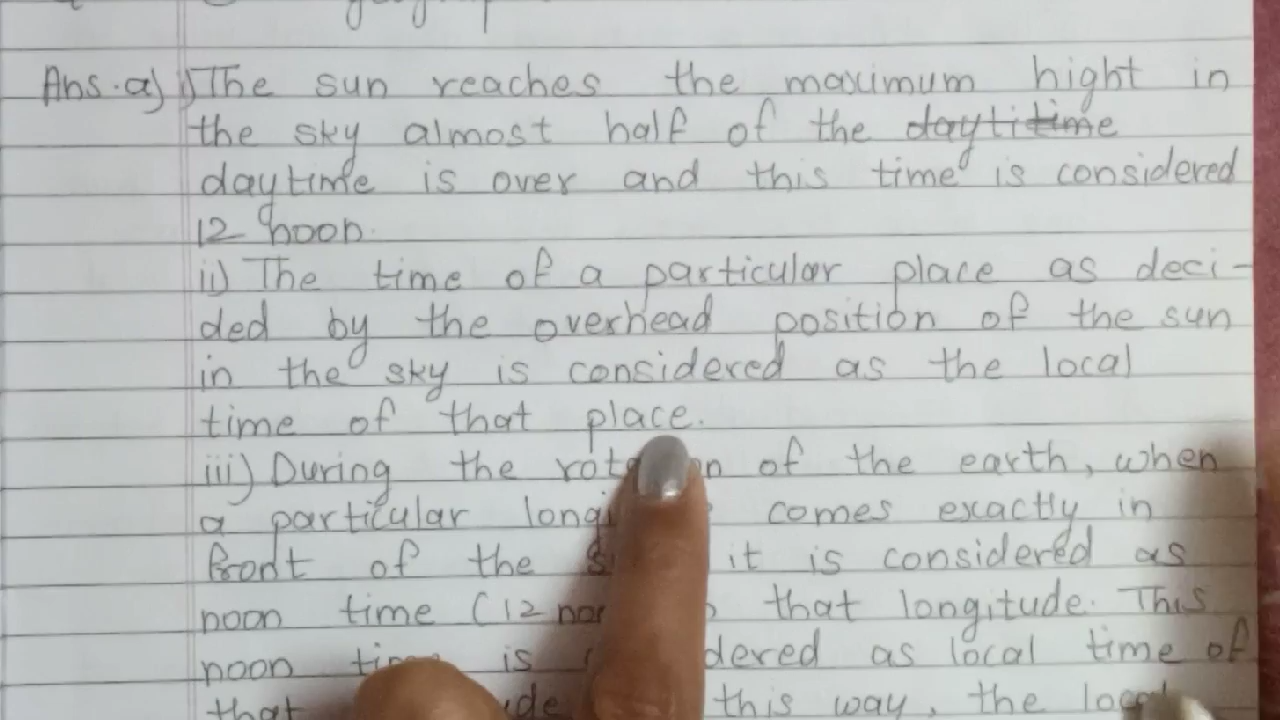 Ans. a) i) The sun reaches the maximum hight in
the sky almost half of the daytitime
daytime is over and this time is considered
12 noon.
ii) The time of a particular place as deci-
ded by the overhead position of the sun
in the sky is considered as the local
time of that place.
iii) During the of the earth, when
a particular comes exactly in
front of the it is considered as
noon time (12 that longitude. This
noon is as local time of
that this way, the